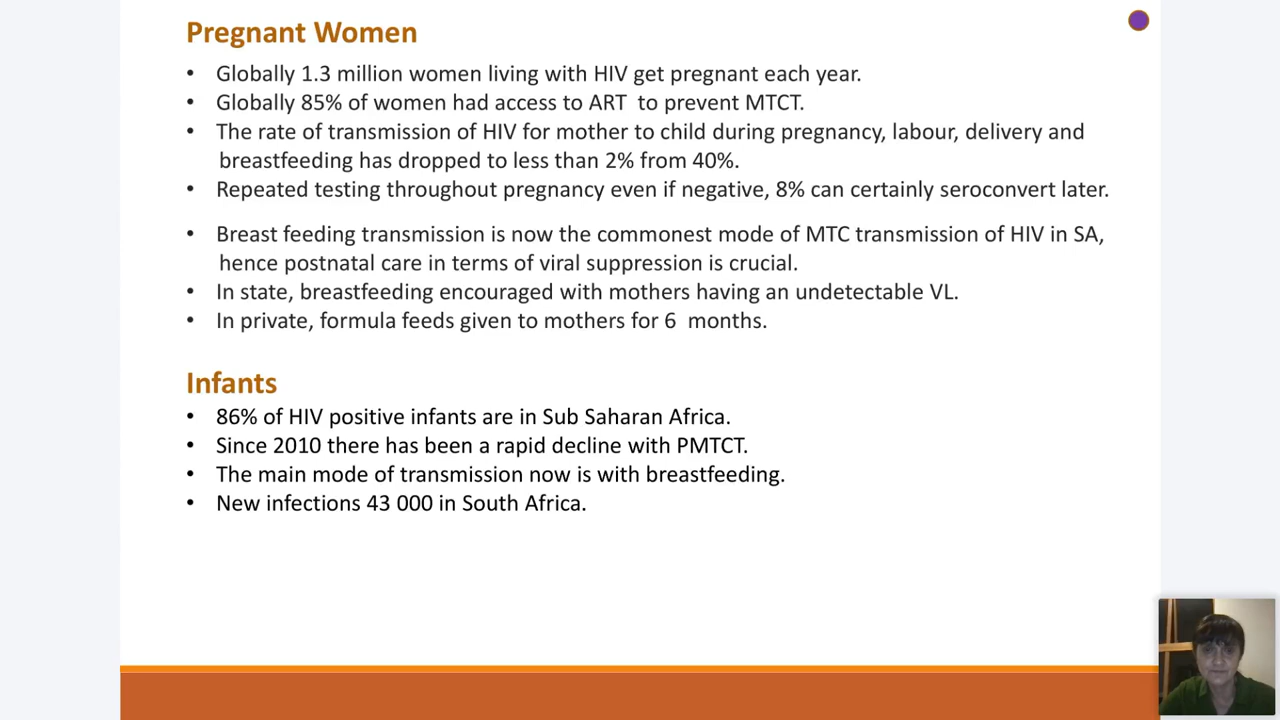 Pregnant Women
• Globally 1.3 million women living with HIV get pregnant each year.
• Globally 85% of women had access to ART to prevent MTCT.
• The rate of transmission of HIV for mother to child during pregnancy, labour, delivery and
breastfeeding has dropped to less than 2% from 40%.
• Repeated testing throughout pregnancy even if negative, 8% can certainly seroconvert later.
• Breast feeding transmission is now the commonest mode of MTC transmission of HIV in SA,
hence postnatal care in terms of viral suppression is crucial.
• In state, breastfeeding encouraged with mothers having an undetectable VL.
• In private, formula feeds given to mothers for 6 months.
Infants
• 86% of HIV positive infants are in Sub Saharan Africa.
• Since 2010 there has been a rapid decline with PMTCT.
• The main mode of transmission now is with breastfeeding.
• New infections 43 000 in South Africa.